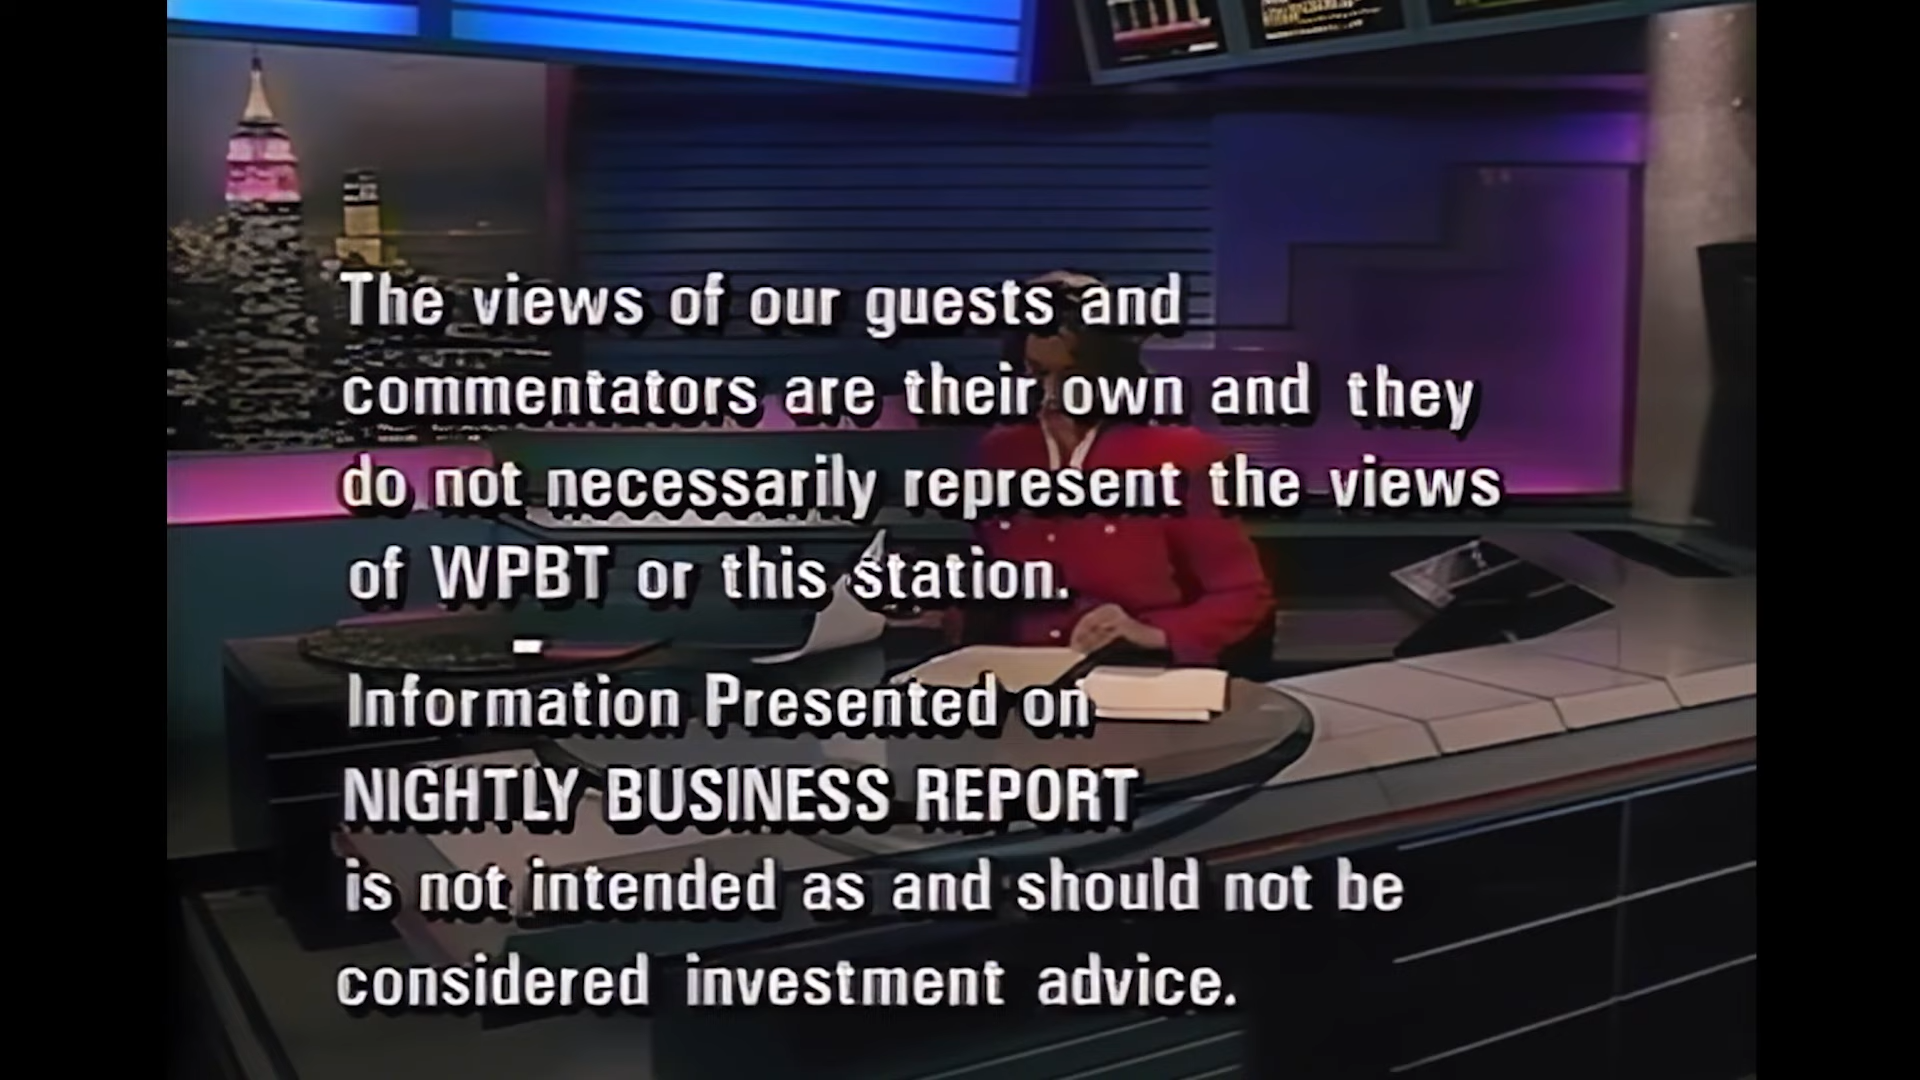 The views of our guests and
commentators are their own and they
do not necessarily represent the views
of WPBT or this station.
-
Information Presented on
NIGHTLY BUSINESS REPORT
is not intended as and should not be
considered investment advice.